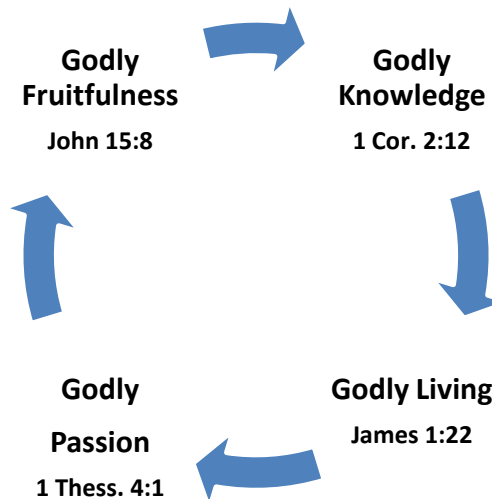 Godly
Fruitfulness
John 15:8
Godly
Knowledge
1 Cor. 2:12
Godly Living
James 1:22
Godly
Passion
1 Thess. 4:1